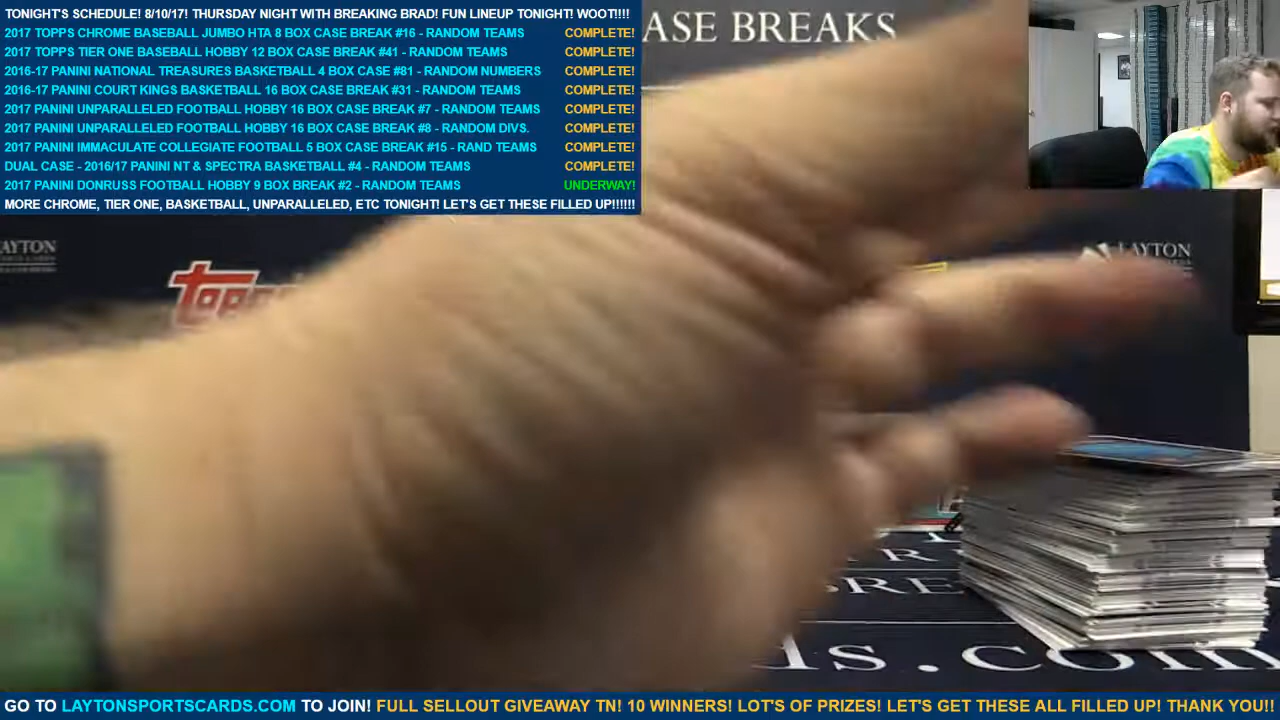 TONIGHT'S SCHEDULE! 8/10/17! THURSDAY NIGHT WITH BREAKING BRAD! FUN LINEUP TONIGHT! WOOT!!!!
2017 TOPPS CHROME BASEBALL JUMBO HTA 8 BOX CASE BREAK #16 - RANDOM TEAMS COMPLETE!
2017 TOPPS TIER ONE BASEBALL HOBBY 12 BOX CASE BREAK #41 - RANDOM TEAMS COMPLETE!
2016-17 PANINI NATIONAL TREASURES BASKETBALL 4 BOX CASE #81 - RANDOM NUMBERS COMPLETE!
2016-17 PANINI COURT KINGS BASKETBALL 16 BOX CASE BREAK #31 - RANDOM TEAMS COMPLETE!
2017 PANINI UNPARALLELED FOOTBALL HOBBY 16 BOX CASE BREAK #7 - RANDOM TEAMS COMPLETE!
2017 PANINI UNPARALLELED FOOTBALL HOBBY 16 BOX CASE BREAK #8 - RANDOM DIVS. COMPLETE!
2017 PANINI IMMACULATE COLLEGIATE FOOTBALL 5 BOX CASE BREAK #15 - RAND TEAMS COMPLETE!
DUAL CASE - 2016/17 PANINI NT & SPECTRA BASKETBALL #4 - RANDOM TEAMS COMPLETE!
2017 PANINI DONRUSS FOOTBALL HOBBY 9 BOX BREAK #2 - RANDOM TEAMS UNDERWAY!
MORE CHROME, TIER ONE, BASKETBALL, UNPARALLELED, ETC TONIGHT! LET'S GET THESE FILLED UP!!!!!!
ASE BREAKS
AYTON
LAYTON
Topps
BRE
ds.com
GO TO LAYTONSPORTSCARDS.COM TO JOIN! FULL SELLOUT GIVEAWAY TN! 10 WINNERS! LOT'S OF PRIZES! LET'S GET THESE ALL FILLED UP! THANK YOU!!